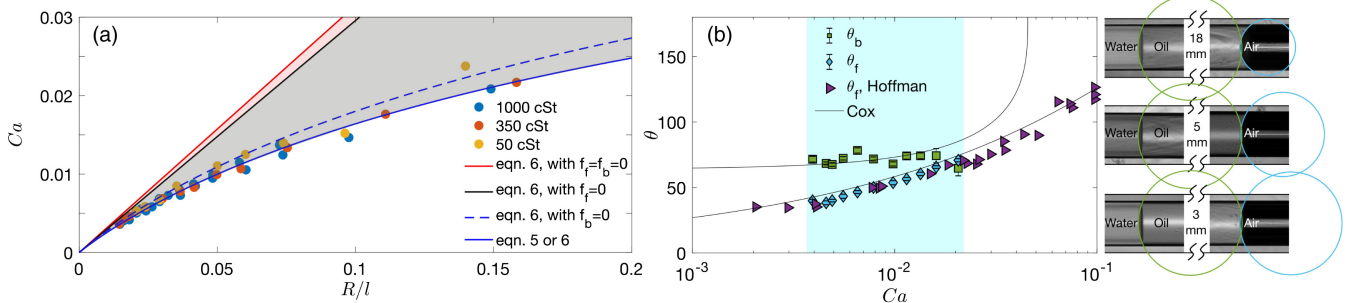 (a)
0.03
0.02
0.01
0
Ca
0
0.05
0.1
0.15
0.2
R/l
1000 cSt
350 cSt
50 cSt
eqn. 6, with f_f=f_b=0
eqn. 6, with f_f=0
eqn. 6, with f_b=0
eqn. 5 or 6
(b)
150
100
50
0
θ
10^-3
10^-2
10^-1
Ca
θ_b
θ_f
θ_f, Hoffman
Cox
Water
Oil
18
mm
Air
Water
Oil
5
mm
Air
Water
Oil
3
mm
Air